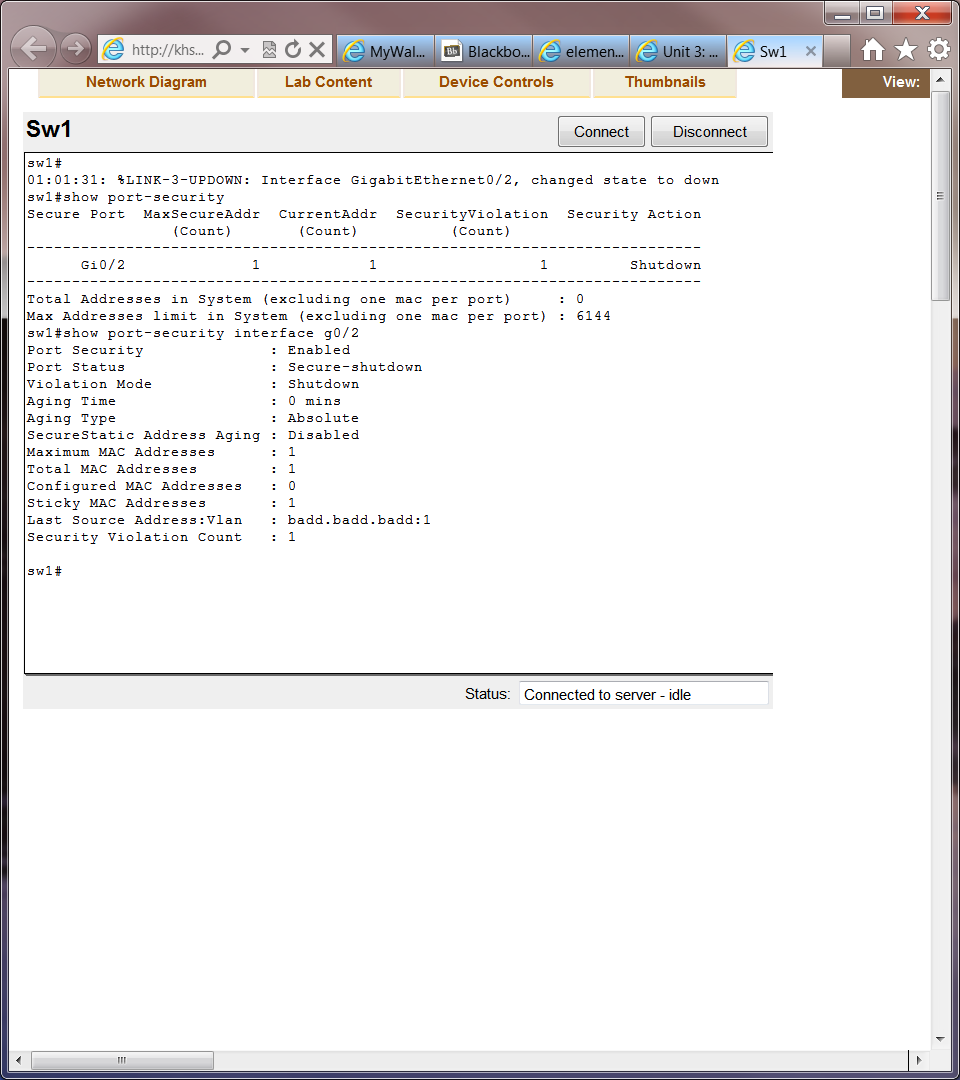 http://khs...
MyWal...
Bb Blackbo...
elemen...
Unit 3: ...
Sw1
Network Diagram Lab Content Device Controls Thumbnails View:
Sw1 Connect Disconnect
sw1#
01:01:31: %LINK-3-UPDOWN: Interface GigabitEthernet0/2, changed state to down
sw1#show port-security
Secure Port  MaxSecureAddr  CurrentAddr  SecurityViolation  Security Action
                (Count)       (Count)          (Count)
---------------------------------------------------------------------------
      Gi0/2              1            1                  1         Shutdown
---------------------------------------------------------------------------
Total Addresses in System (excluding one mac per port)     : 0
Max Addresses limit in System (excluding one mac per port) : 6144
sw1#show port-security interface g0/2
Port Security              : Enabled
Port Status                : Secure-shutdown
Violation Mode             : Shutdown
Aging Time                 : 0 mins
Aging Type                 : Absolute
SecureStatic Address Aging : Disabled
Maximum MAC Addresses      : 1
Total MAC Addresses        : 1
Configured MAC Addresses   : 0
Sticky MAC Addresses       : 1
Last Source Address:Vlan   : badd.badd.badd:1
Security Violation Count   : 1
sw1#
Status: Connected to server - idle